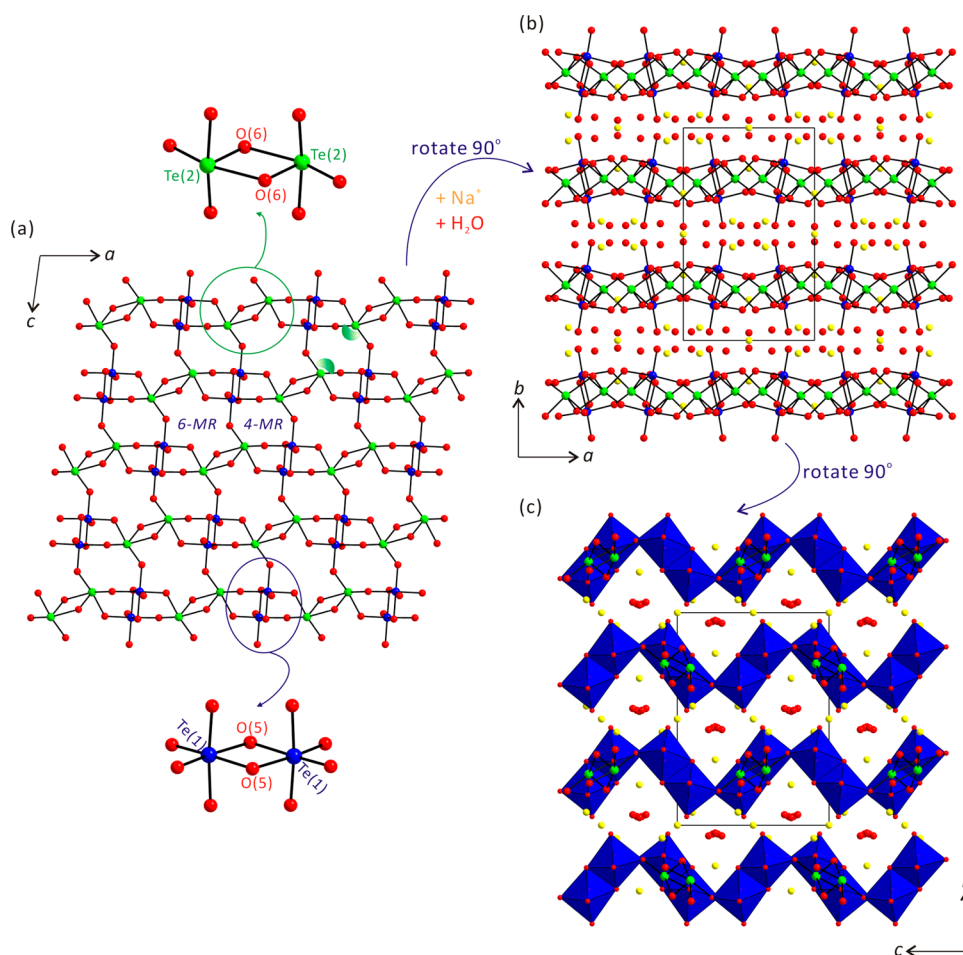 (a)
a
c
O(6)
Te(2)
Te(2)
O(6)
rotate 90°
+ Na⁺
+ H₂O
6-MR 4-MR
Te(1)
O(5)
O(5)
Te(1)
(b)
b
a
rotate 90°
(c)
c